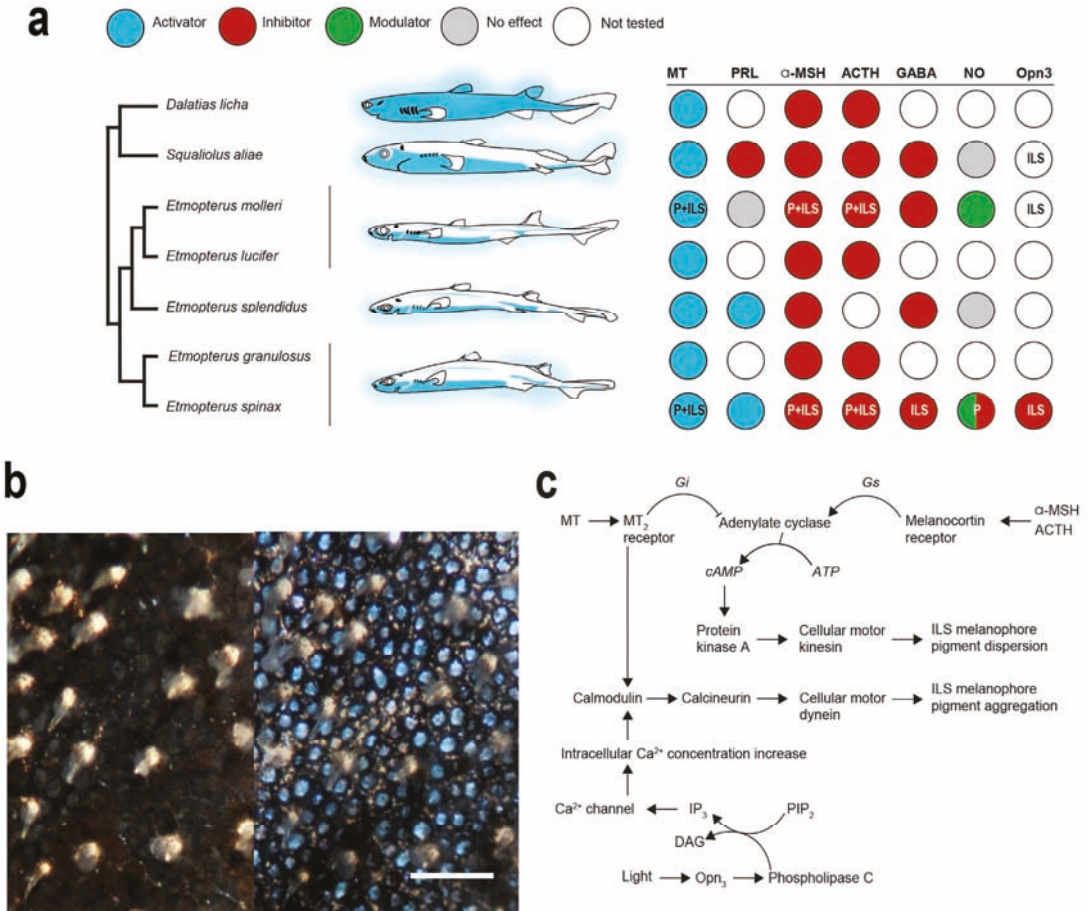 a
Activator Inhibitor Modulator No effect Not tested
MT PRL α-MSH ACTH GABA NO Opn3
Dalatias licha
Squaliolus aliae ILS
Etmopterus molleri P+ILS P+ILS P+ILS ILS
Etmopterus lucifer
Etmopterus splendidus
Etmopterus granulosus
Etmopterus spinax P+ILS P+ILS P+ILS ILS P ILS
b
c
Gi Gs
MT MT2 receptor Adenylate cyclase Melanocortin receptor α-MSH ACTH
cAMP ATP
Protein kinase A Cellular motor kinesin ILS melanophore pigment dispersion
Calmodulin Calcineurin Cellular motor dynein ILS melanophore pigment aggregation
Intracellular Ca²⁺ concentration increase
Ca²⁺ channel IP3 PIP2
DAG
Light Opn3 Phospholipase C